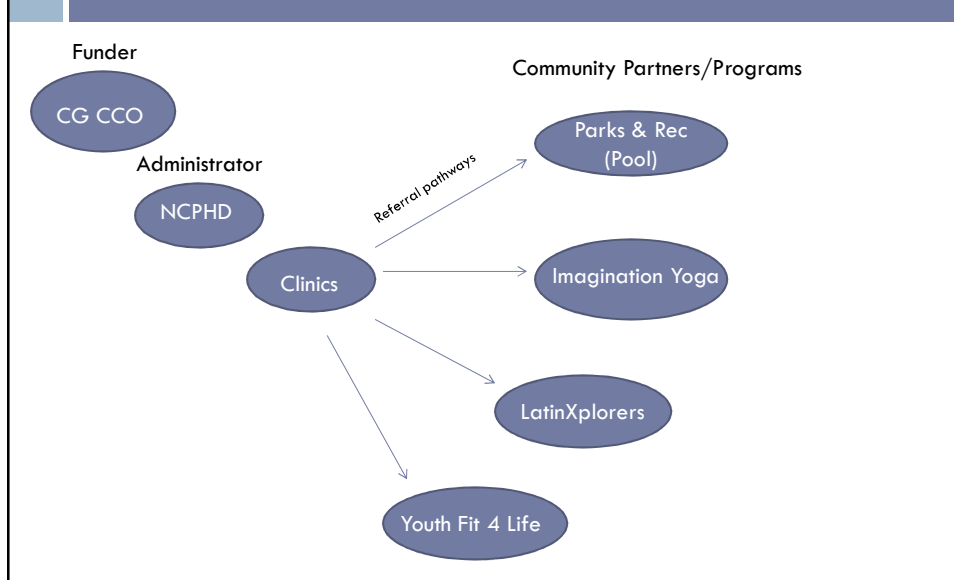 Funder
CG CCO
Administrator
NCPHD
Clinics
Referral pathways
Community Partners/Programs
Parks & Rec
(Pool)
Imagination Yoga
LatinXplorers
Youth Fit 4 Life